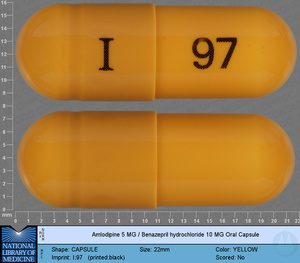 I 97
mm
Amlodipine 5 MG / Benazepril hydrochloride 10 MG Oral Capsule
NATIONAL
LIBRARY OF
MEDICINE
Shape: CAPSULE Size: 22mm Color: YELLOW
Imprint: I;97 (printed;black) Scored: No